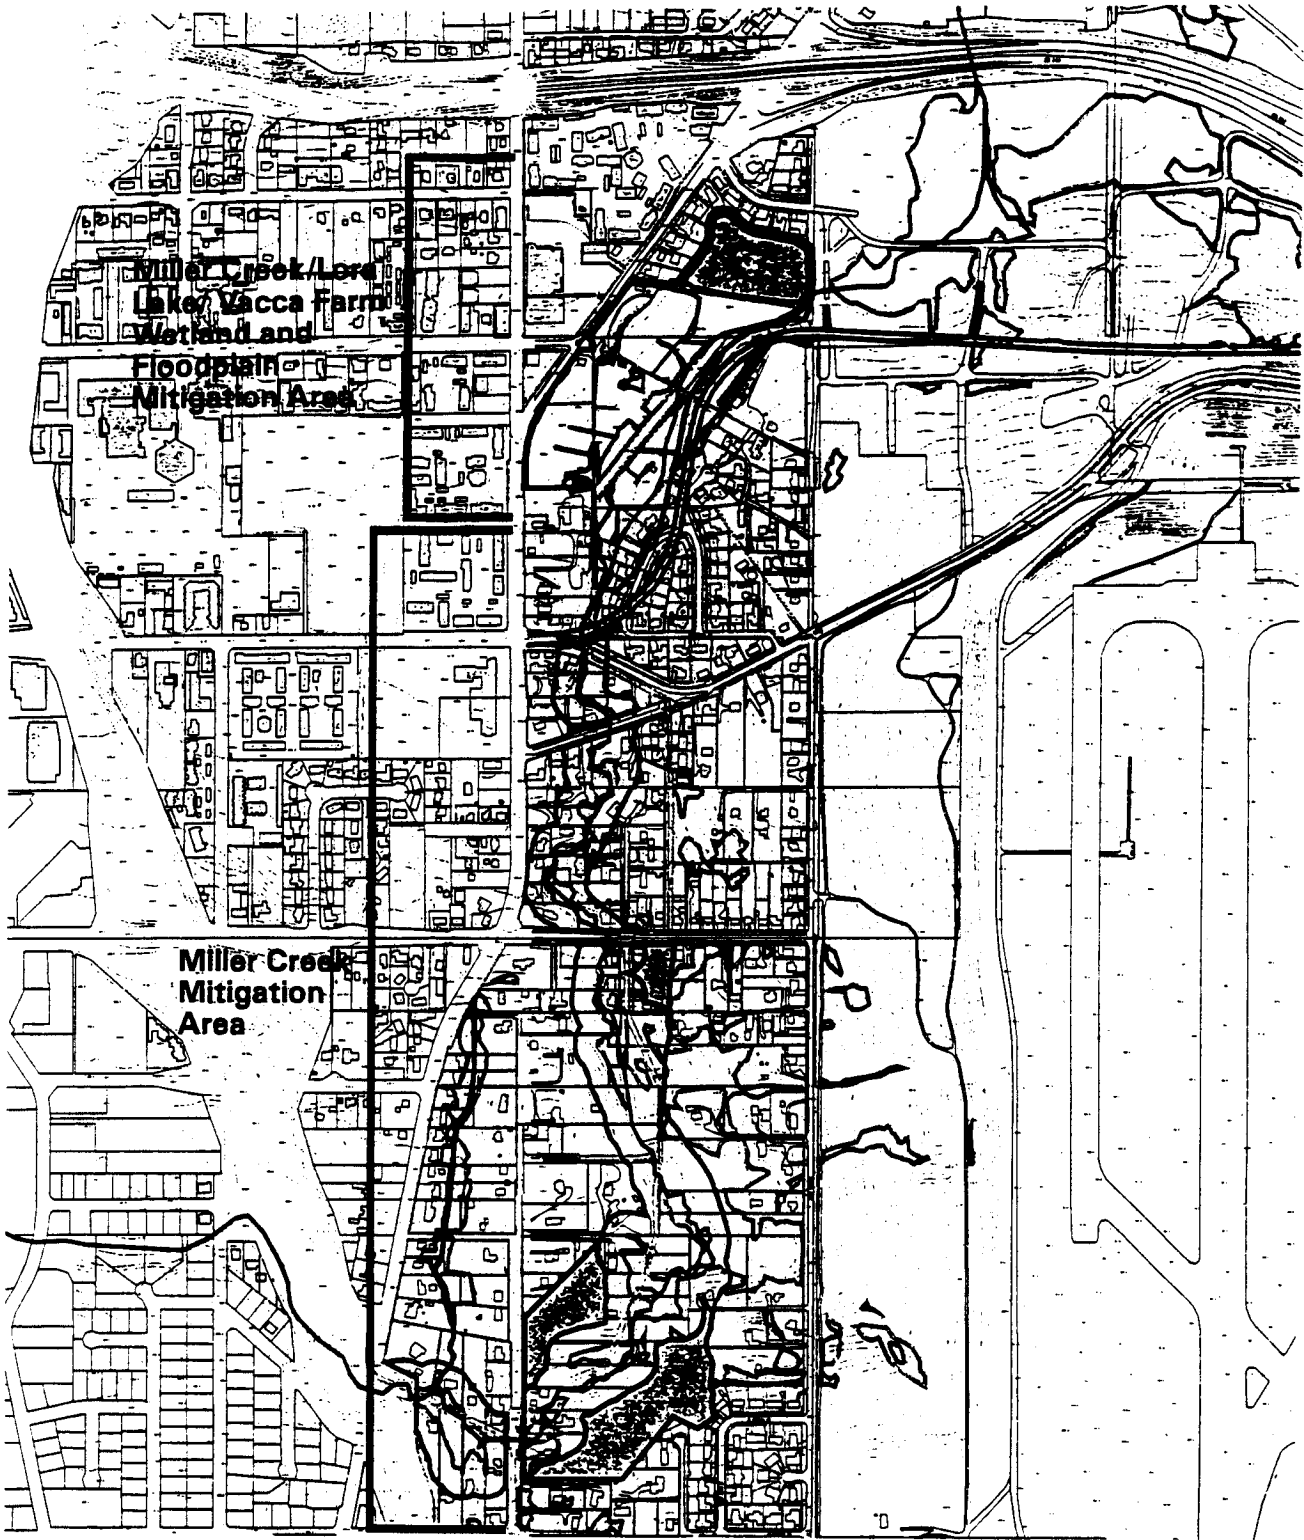 Miller Creek/Lora
Lake/ Vacca Farm
Wetland and
Floodplain
Mitigation Area
Miller Creek
Mitigation
Area